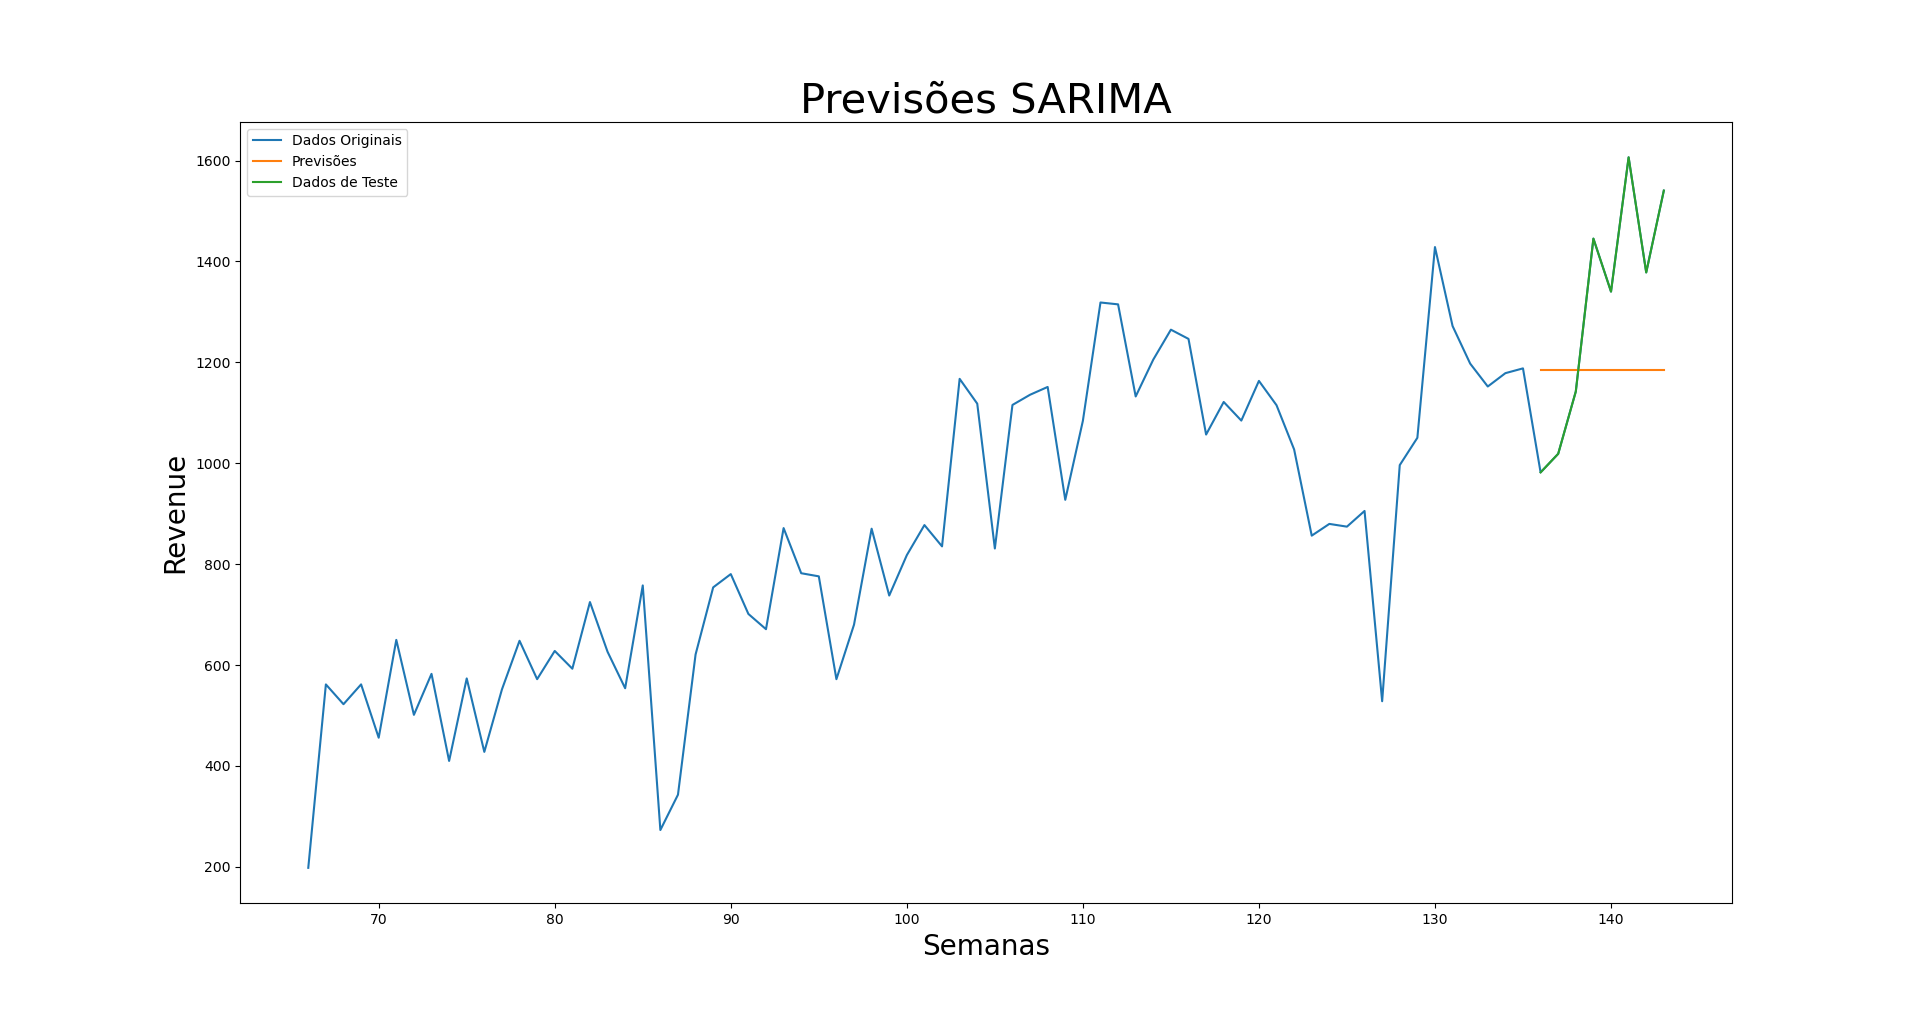 Previsões SARIMA
Dados Originais
Previsões
Dados de Teste
1600
1400
1200
1000
800
600
400
200
Revenue
70 80 90 100 110 120 130 140
Semanas